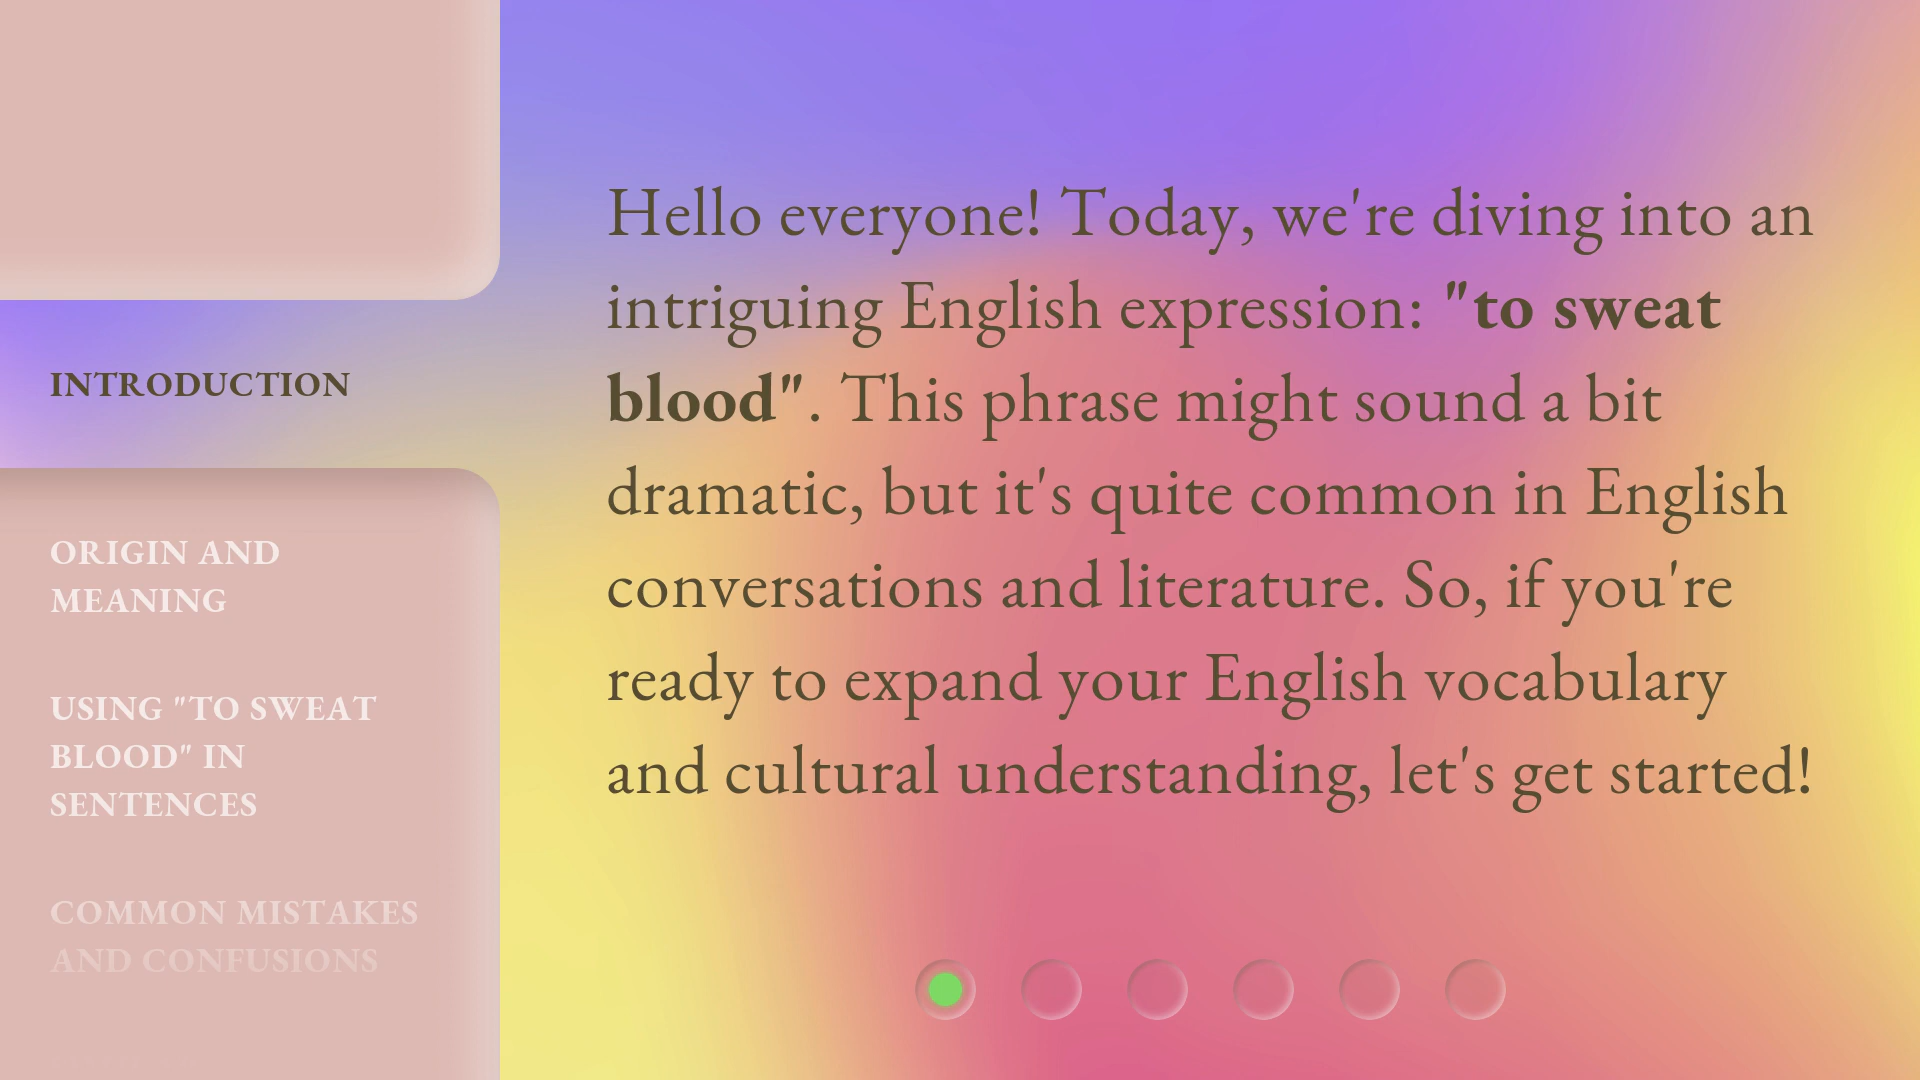 INTRODUCTION
ORIGIN AND
MEANING
USING "TO SWEAT
BLOOD" IN
SENTENCES
COMMON MISTAKES
AND CONFUSIONS
Hello everyone! Today, we're diving into an
intriguing English expression: "to sweat
blood". This phrase might sound a bit
dramatic, but it's quite common in English
conversations and literature. So, if you're
ready to expand your English vocabulary
and cultural understanding, let's get started!